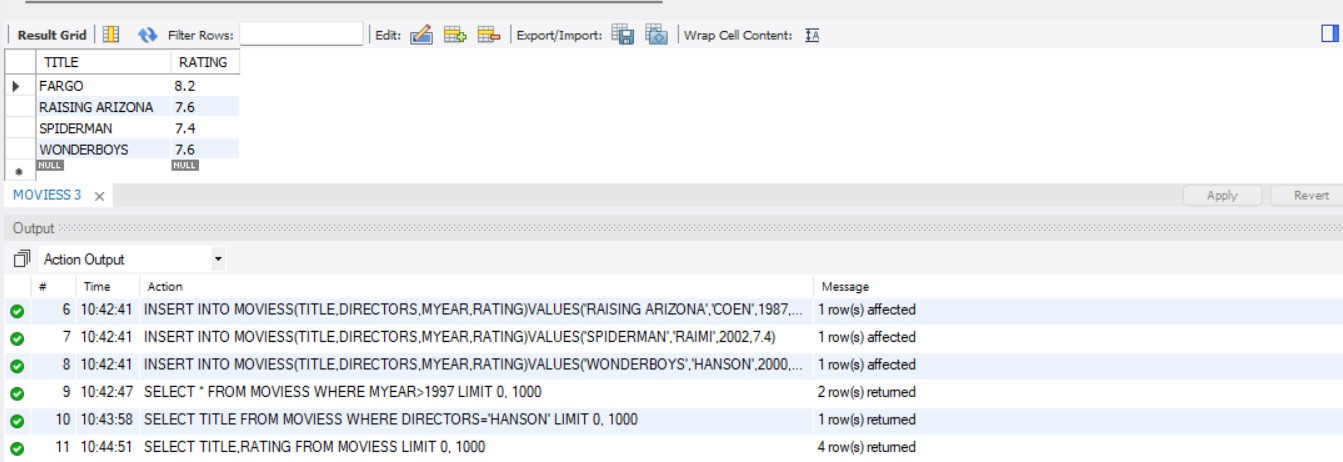 Result Grid Filter Rows: Edit: Export/Import: Wrap Cell Content: IA
TITLE RATING
FARGO 8.2
RAISING ARIZONA 7.6
SPIDERMAN 7.4
WONDERBOYS 7.6
NULL NULL
MOVIESS 3 Apply Revert
Output
Action Output
# Time Action Message
6 10:42:41 INSERT INTO MOVIESS(TITLE,DIRECTORS,MYEAR,RATING)VALUES('RAISING ARIZONA','COEN',1987,... 1 row(s) affected
7 10:42:41 INSERT INTO MOVIESS(TITLE,DIRECTORS,MYEAR,RATING)VALUES('SPIDERMAN','RAIMI',2002,7.4) 1 row(s) affected
8 10:42:41 INSERT INTO MOVIESS(TITLE,DIRECTORS,MYEAR,RATING)VALUES('WONDERBOYS','HANSON',2000,... 1 row(s) affected
9 10:42:47 SELECT * FROM MOVIESS WHERE MYEAR>1997 LIMIT 0, 1000 2 row(s) returned
10 10:43:58 SELECT TITLE FROM MOVIESS WHERE DIRECTORS='HANSON' LIMIT 0, 1000 1 row(s) returned
11 10:44:51 SELECT TITLE,RATING FROM MOVIESS LIMIT 0, 1000 4 row(s) returned